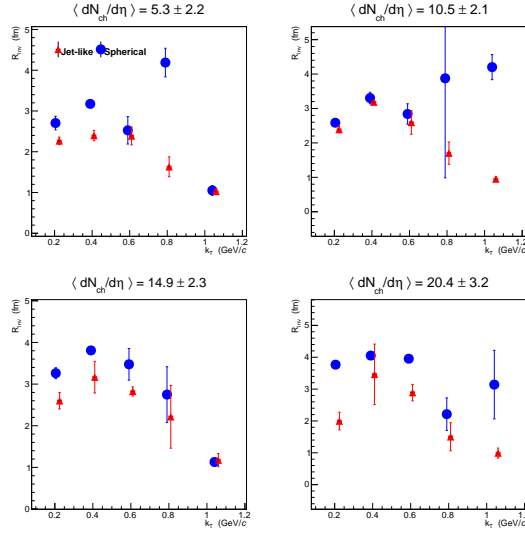 ⟨ dN_ch/dη ⟩ = 5.3 ± 2.2
R_inv (fm)
5
4
3
2
1
0
Jet-like Spherical
0.2 0.4 0.6 0.8 1 1.2
k_T (GeV/c
⟨ dN_ch/dη ⟩ = 10.5 ± 2.1
R_inv (fm)
5
4
3
2
1
0
0.2 0.4 0.6 0.8 1 1.2
k_T (GeV/c
⟨ dN_ch/dη ⟩ = 14.9 ± 2.3
R_inv (fm)
5
4
3
2
1
0
0.2 0.4 0.6 0.8 1 1.2
k_T (GeV/c
⟨ dN_ch/dη ⟩ = 20.4 ± 3.2
R_inv (fm)
5
4
3
2
1
0
0.2 0.4 0.6 0.8 1 1.2
k_T (GeV/c